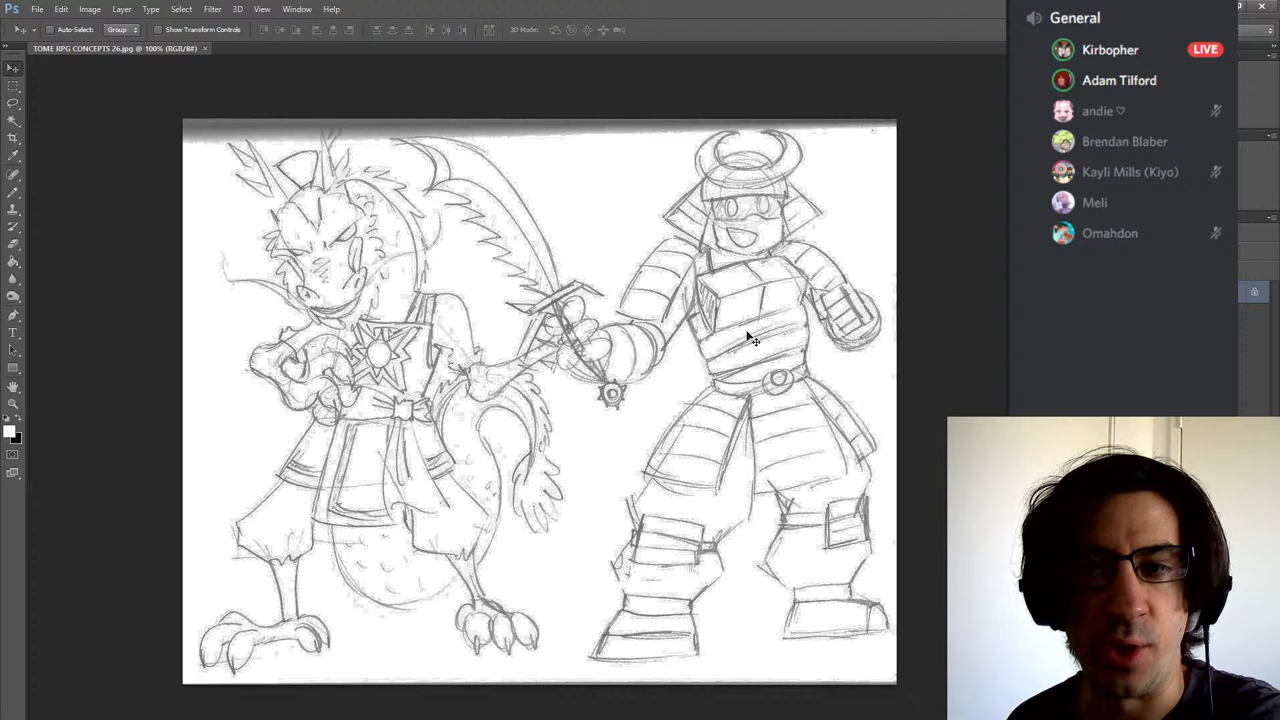 Ps File Edit Image Layer Type Select Filter 3D View Window Help
Auto-Select: Group Show Transform Controls 3D Mode:
TOME RPG CONCEPTS 26.jpg @ 100% (RGB/8#) ×
General
Kirbopher LIVE
Adam Tilford
andie ♡
Brendan Blaber
Kayli Mills (Kiyo)
Meli
Omahdon